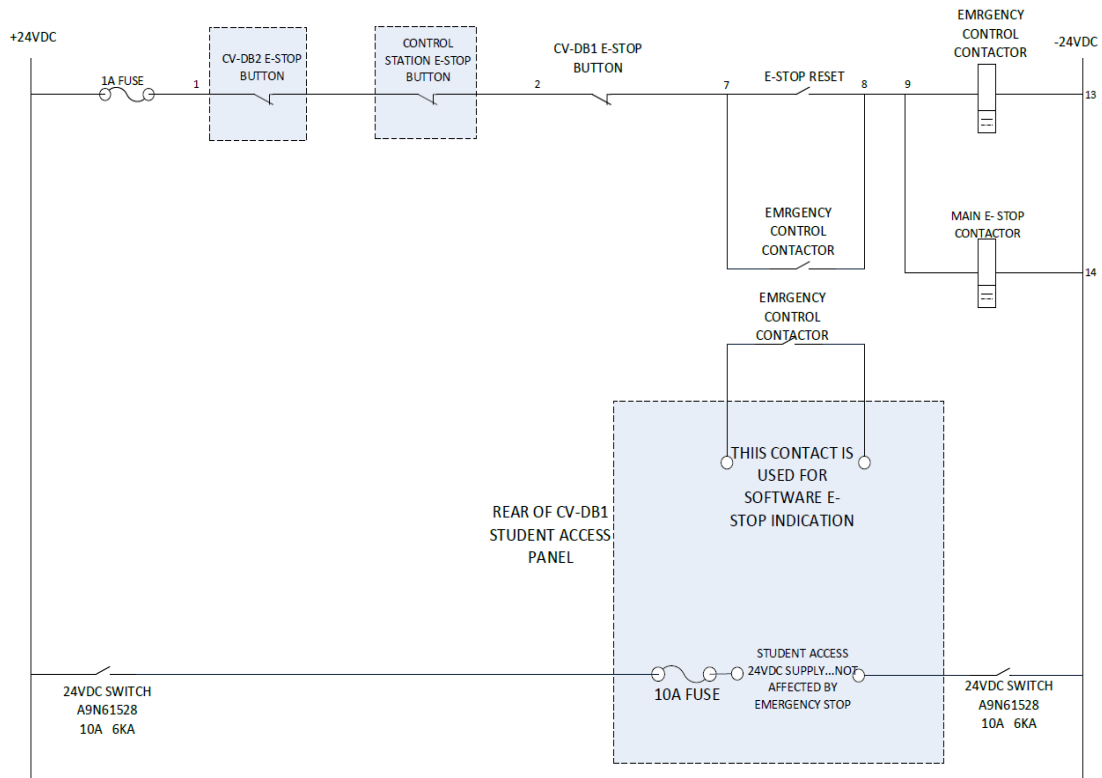 +24VDC
1A FUSE
1
CV-DB2 E-STOP
BUTTON
CONTROL
STATION E-STOP
BUTTON
2
CV-DB1 E-STOP
BUTTON
7
E-STOP RESET
8
9
EMRGENCY
CONTROL
CONTACTOR
-24VDC
13
EMRGENCY
CONTROL
CONTACTOR
MAIN E- STOP
CONTACTOR
14
EMRGENCY
CONTROL
CONTACTOR
THIIS CONTACT IS
USED FOR
SOFTWARE E-
STOP INDICATION
REAR OF CV-DB1
STUDENT ACCESS
PANEL
24VDC SWITCH
A9N61528
10A 6KA
10A FUSE
STUDENT ACCESS
24VDC SUPPLY...NOT
AFFECTED BY
EMERGENCY STOP
24VDC SWITCH
A9N61528
10A 6KA